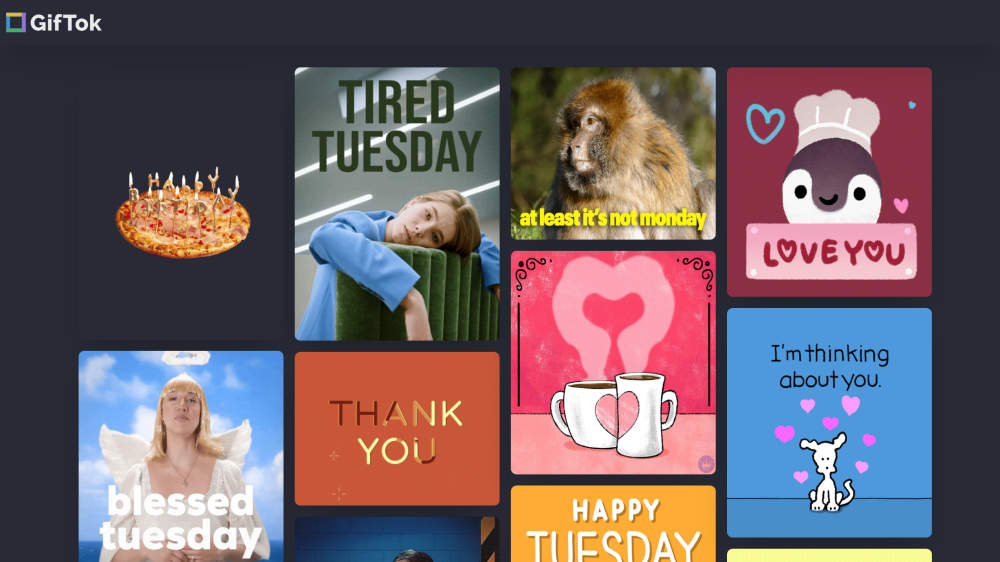 GifTok
HAPPY
BIRTHDAY
TIRED
TUESDAY
at least it's not monday
LOVE YOU
I'm thinking
about you.
THANK
YOU
blessed
tuesday
HAPPY
TUESDAY